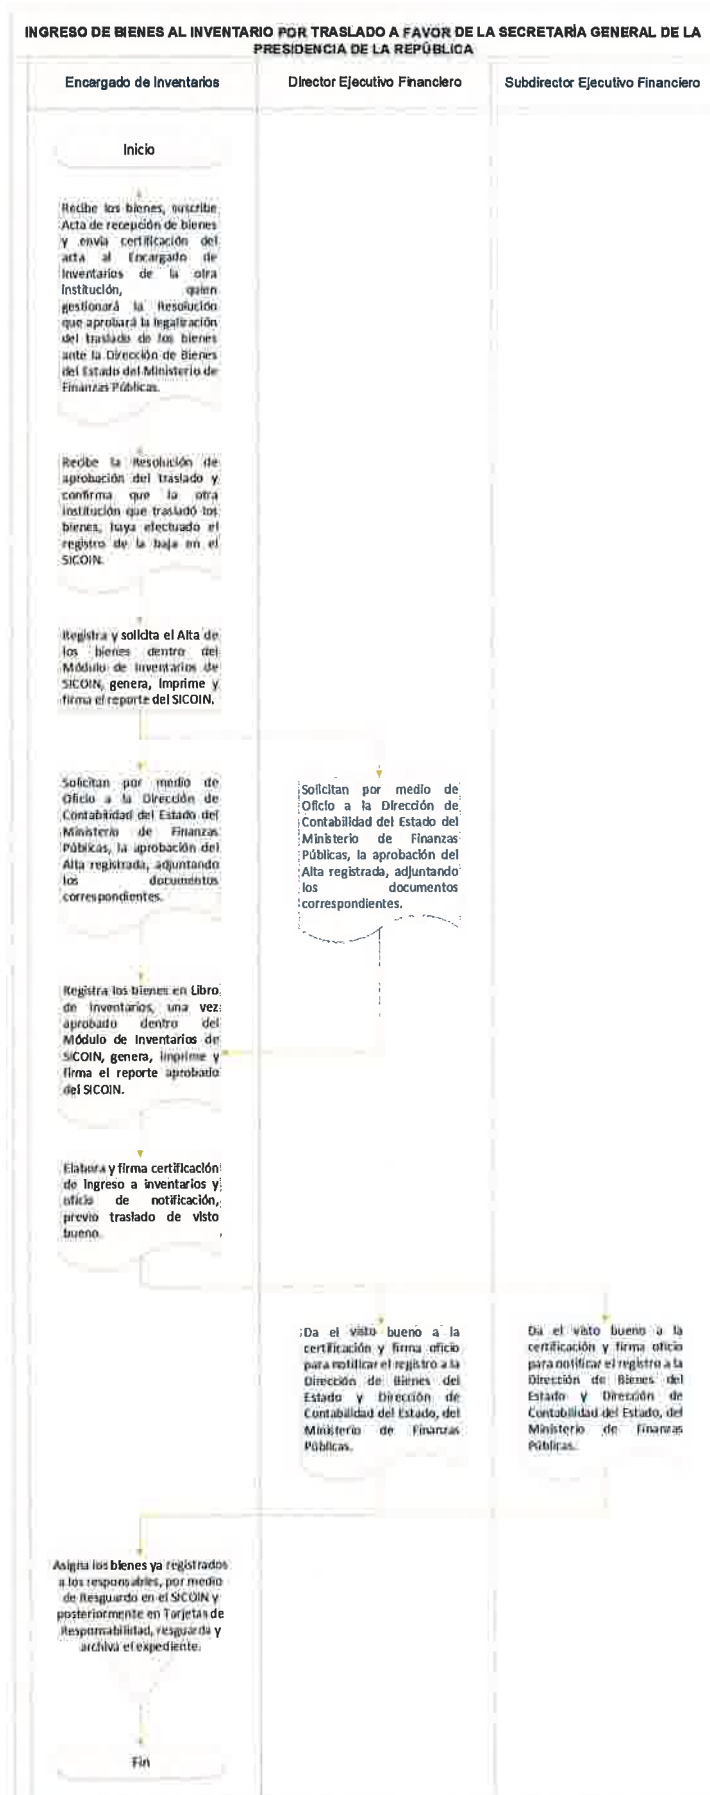 INGRESO DE BIENES AL INVENTARIO POR TRASLADO A FAVOR DE LA SECRETARÍA GENERAL DE LA
PRESIDENCIA DE LA REPÚBLICA
Encargado de Inventarios
Director Ejecutivo Financiero
Subdirector Ejecutivo Financiero
Inicio
Recibe los bienes, suscribe
Acta de recepción de bienes
y envía certificación del
acta al Encargado de
Inventarios de la otra
Institución, quien
gestionará la Resolución
que aprobará la legalización
del traslado de los bienes
ante la Dirección de Bienes
del Estado del Ministerio de
Finanzas Públicas.
Recibe la Resolución de
aprobación del traslado y
confirma que la otra
institución que trasladó los
bienes, haya efectuado el
registro de la baja en el
SICOIN.
Registra y solicita el Alta de
los bienes dentro del
Módulo de Inventarios de
SICOIN, genera, imprime y
firma el reporte del SICOIN.
Solicitan por medio de
Oficio a la Dirección de
Contabilidad del Estado del
Ministerio de Finanzas
Públicas, la aprobación del
Alta registrada, adjuntando
los documentos
correspondientes.
Solicitan por medio de
Oficio a la Dirección de
Contabilidad del Estado del
Ministerio de Finanzas
Públicas, la aprobación del
Alta registrada, adjuntando
los documentos
correspondientes.
Registra los bienes en Libro
de Inventarios, una vez
aprobado dentro del
Módulo de Inventarios de
SICOIN, genera, imprime y
firma el reporte aprobado
del SICOIN.
Elabora y firma certificación
de ingreso a inventarios y
oficio de notificación,
previo traslado de visto
bueno.
Da el visto bueno a la
certificación y firma oficio
para notificar el registro a la
Dirección de Bienes del
Estado y Dirección de
Contabilidad del Estado, del
Ministerio de Finanzas
Públicas.
Da el visto bueno a la
certificación y firma oficio
para notificar el registro a la
Dirección de Bienes del
Estado y Dirección de
Contabilidad del Estado, del
Ministerio de Finanzas
Públicas.
Asigna los bienes ya registrados
a los responsables, por medio
de Resguardo en el SICOIN y
posteriormente en Tarjetas de
Responsabilidad, resguarda y
archiva el expediente.
Fin